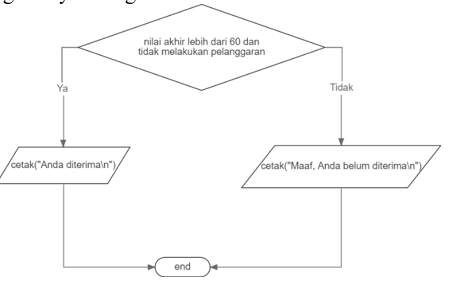 nilai akhir lebih dari 60 dan
tidak melakukan pelanggaran
Ya
Tidak
cetak("Anda diterima\n")
cetak("Maaf, Anda belum diterima\n")
end